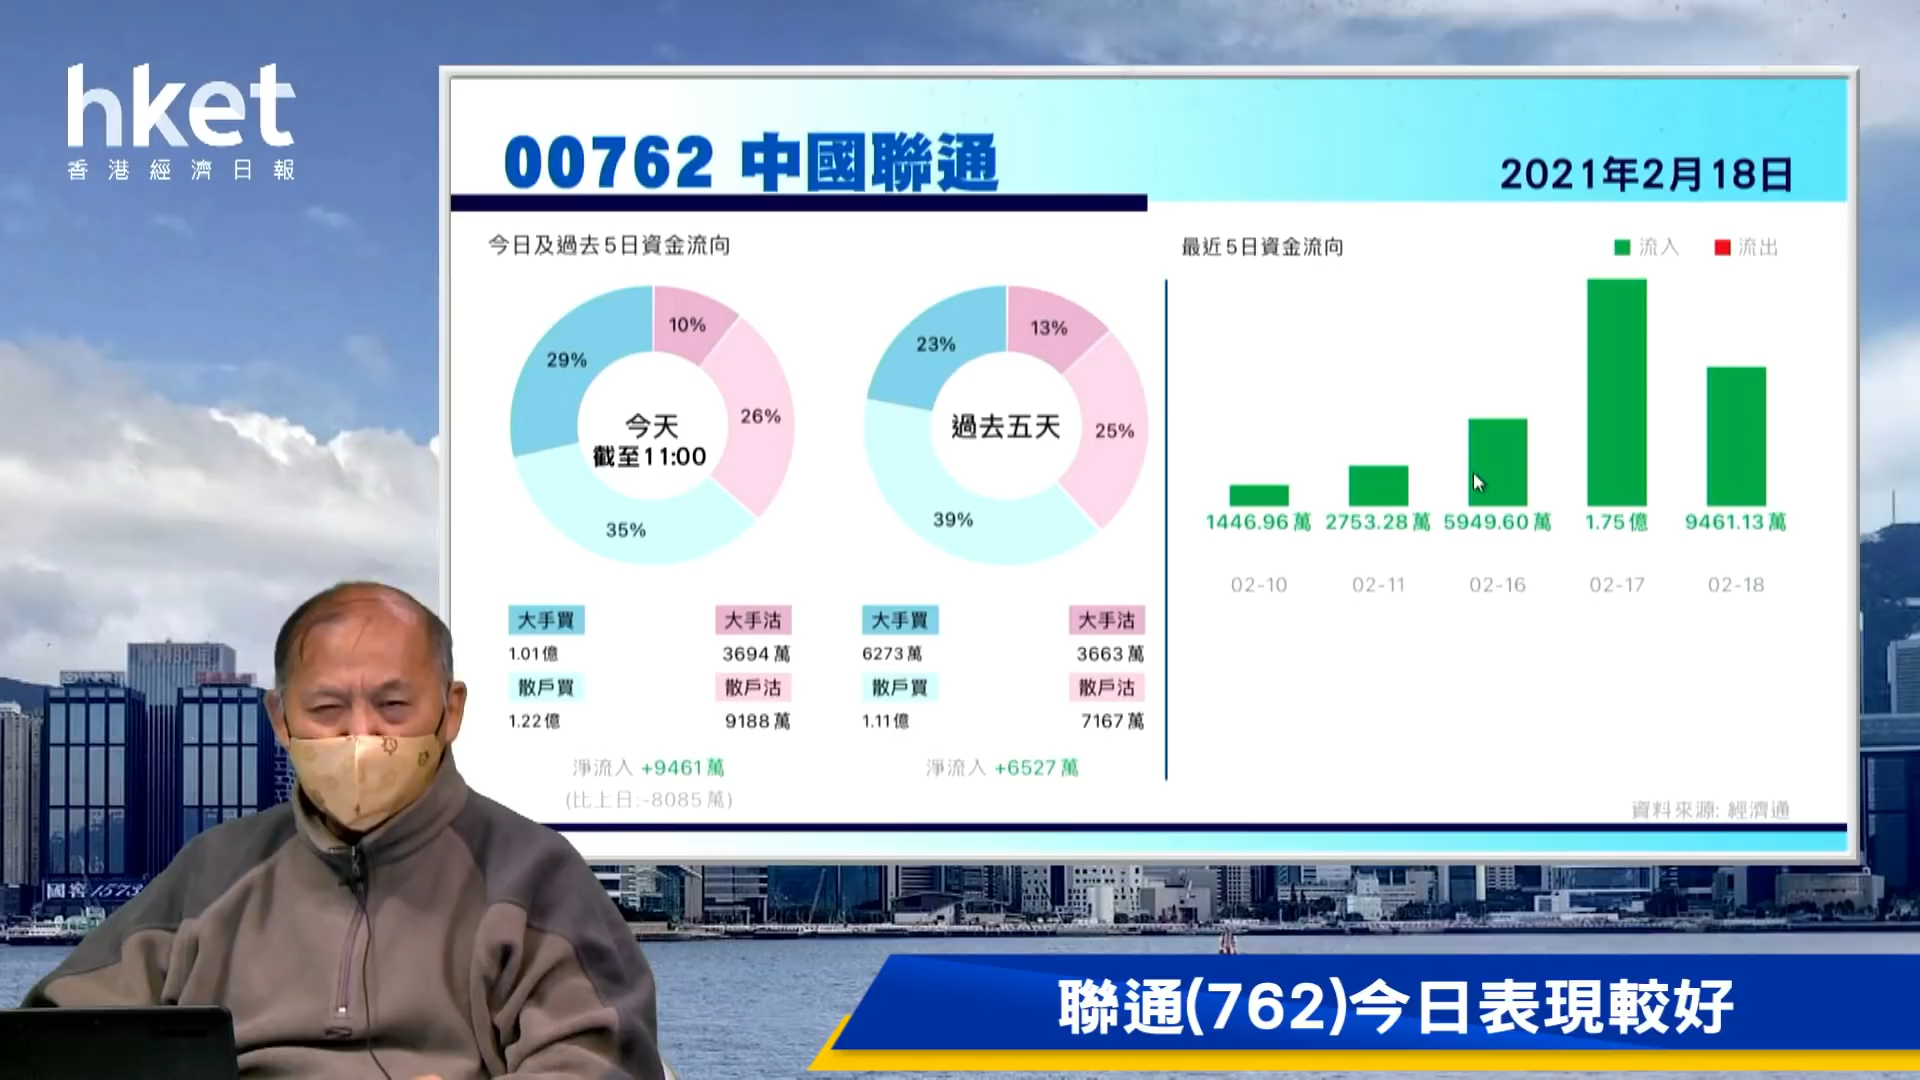 hket
香港經濟日報
00762 中國聯通
2021年2月18日
今日及過去5日資金流向
29%
10%
26%
35%
今天
截至11:00
23%
13%
25%
39%
過去五天
大手買
大手沽
1.01億
3694萬
散戶買
散戶沽
1.22億
9188萬
淨流入 +9461萬
(比上日:-8085萬)
大手買
大手沽
6273萬
3663萬
散戶買
散戶沽
1.11億
7167萬
淨流入 +6527萬
最近5日資金流向
流入
流出
1446.96萬
2753.28萬
5949.60萬
1.75億
9461.13萬
02-10
02-11
02-16
02-17
02-18
資料來源: 經濟通
國窖 1573
聯通(762)今日表現較好